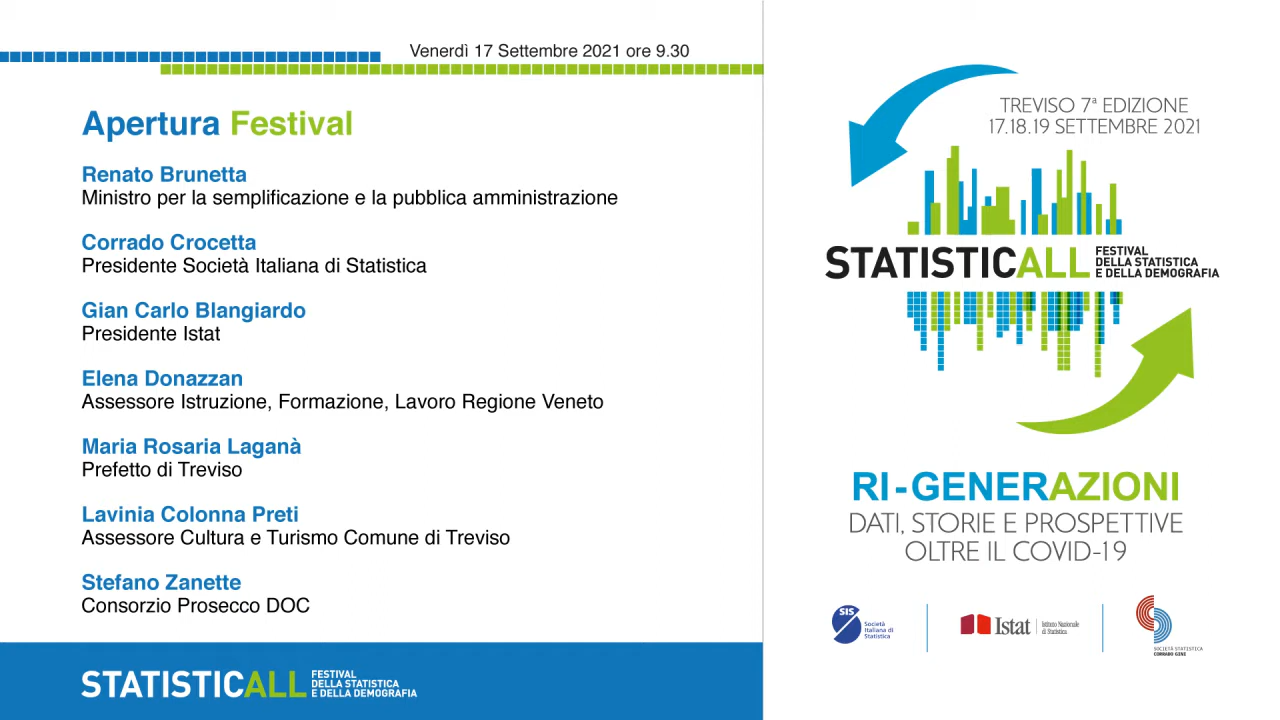 Venerdì 17 Settembre 2021 ore 9.30
Apertura Festival
Renato Brunetta
Ministro per la semplificazione e la pubblica amministrazione
Corrado Crocetta
Presidente Società Italiana di Statistica
Gian Carlo Blangiardo
Presidente Istat
Elena Donazzan
Assessore Istruzione, Formazione, Lavoro Regione Veneto
Maria Rosaria Laganà
Prefetto di Treviso
Lavinia Colonna Preti
Assessore Cultura e Turismo Comune di Treviso
Stefano Zanette
Consorzio Prosecco DOC
STATISTICALL
FESTIVAL
DELLA STATISTICA
E DELLA DEMOGRAFIA
TREVISO 7ª EDIZIONE
17.18.19 SETTEMBRE 2021
STATISTICALL
FESTIVAL
DELLA STATISTICA
E DELLA DEMOGRAFIA
RI-GENERAZIONI
DATI, STORIE E PROSPETTIVE
OLTRE IL COVID-19
SIS
Società
Italiana di
Statistica
Istat
Istituto Nazionale
di Statistica
SOCIETÀ STATISTICA
CORRADO GINI